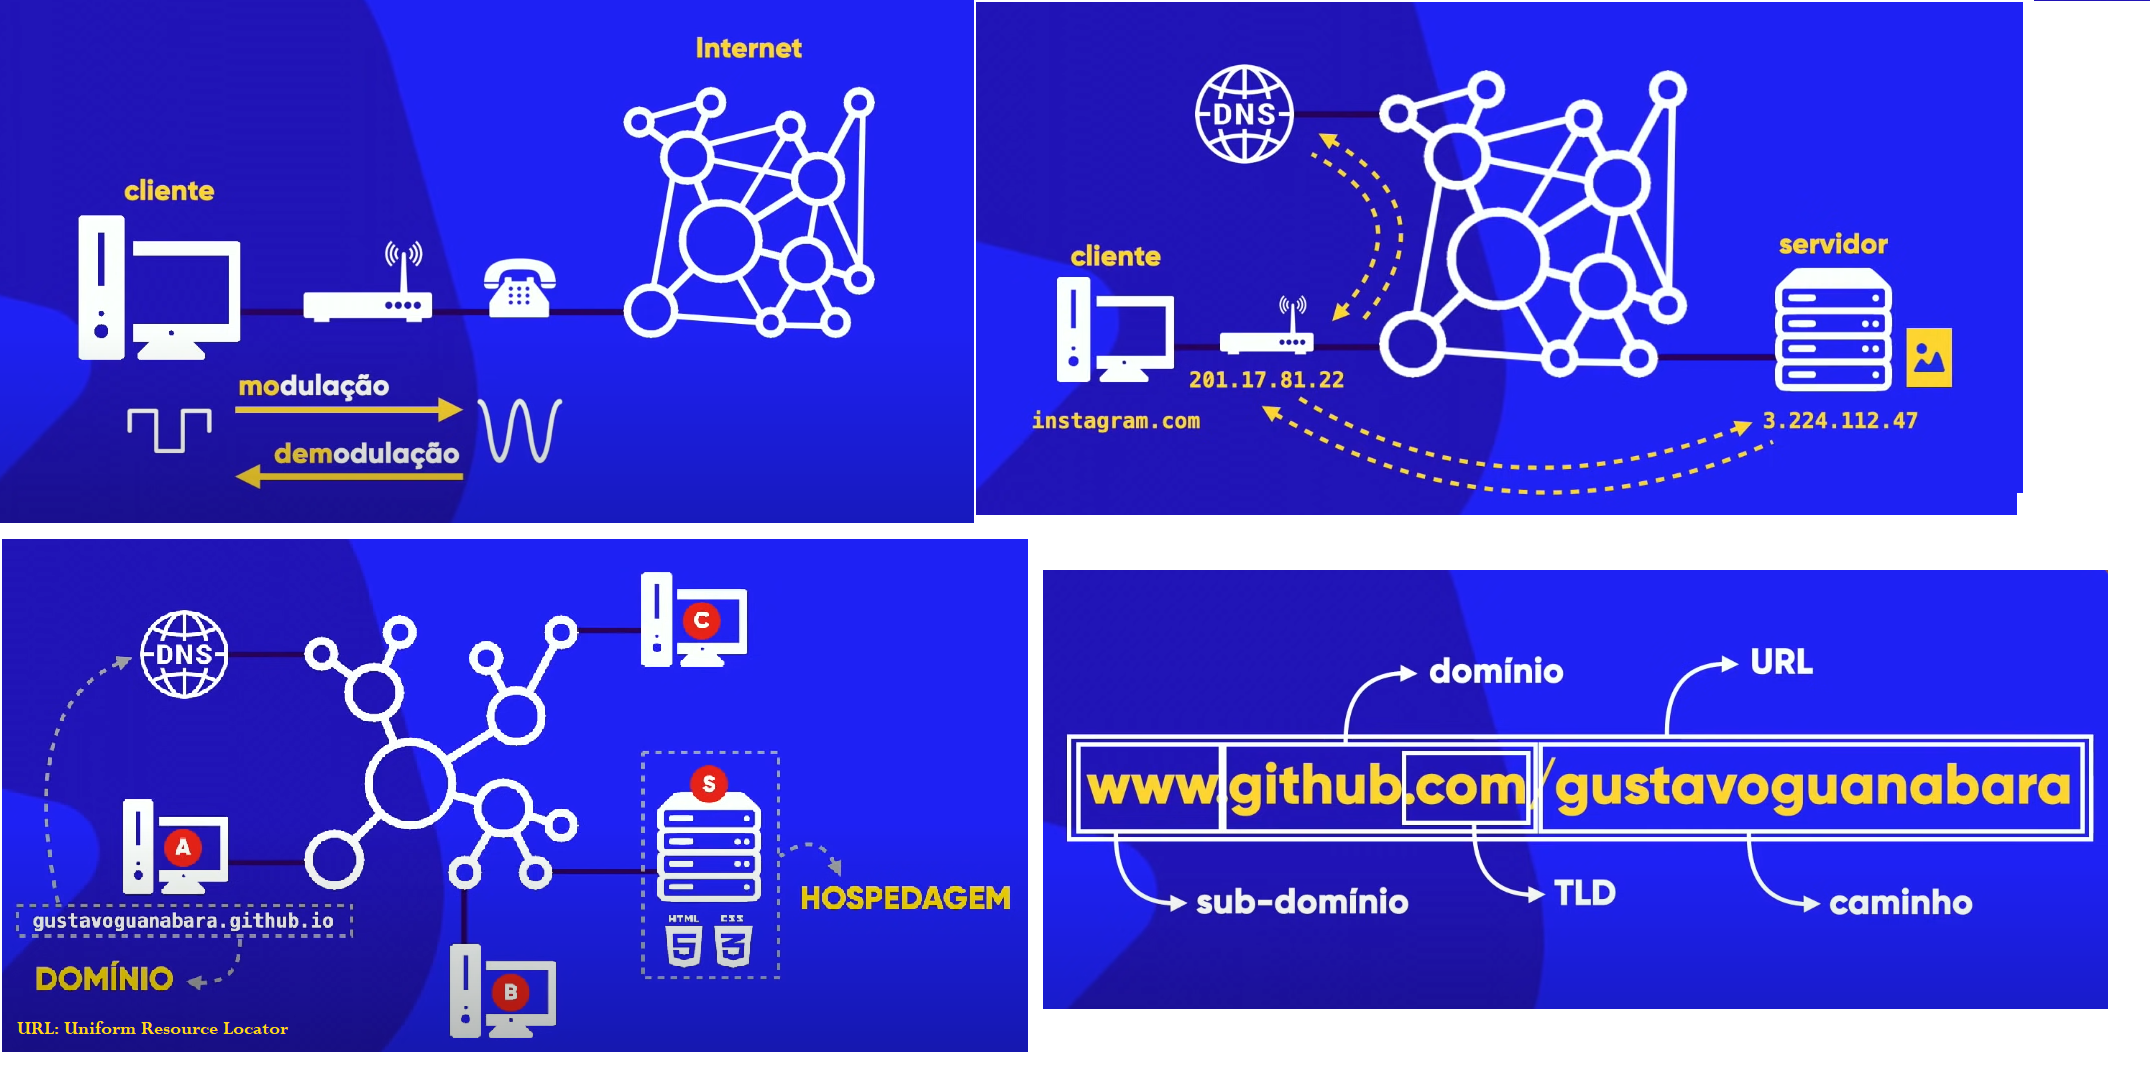 Internet
cliente
modulação
demodulação
DNS
cliente
servidor
201.17.81.22
instagram.com
3.224.112.47
DNS
C
S
A
HOSPEDAGEM
gustavoguanabara.github.io
HTML CSS
5 3
DOMÍNIO
B
URL: Uniform Resource Locator
domínio
URL
www.github.com/gustavoguanabara
sub-domínio
TLD
caminho